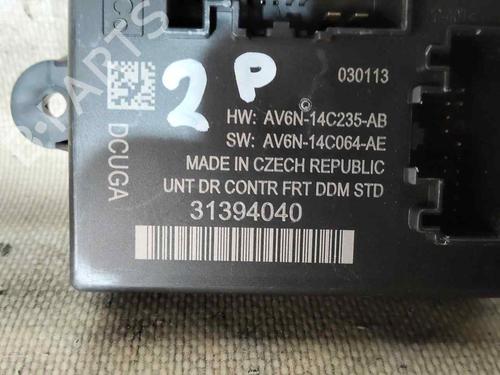 2P
030113
HW: AV6N-14C235-AB
SW: AV6N-14C064-AE
MADE IN CZECH REPUBLIC
UNT DR CONTR FRT DDM STD
31394040
DCUGA